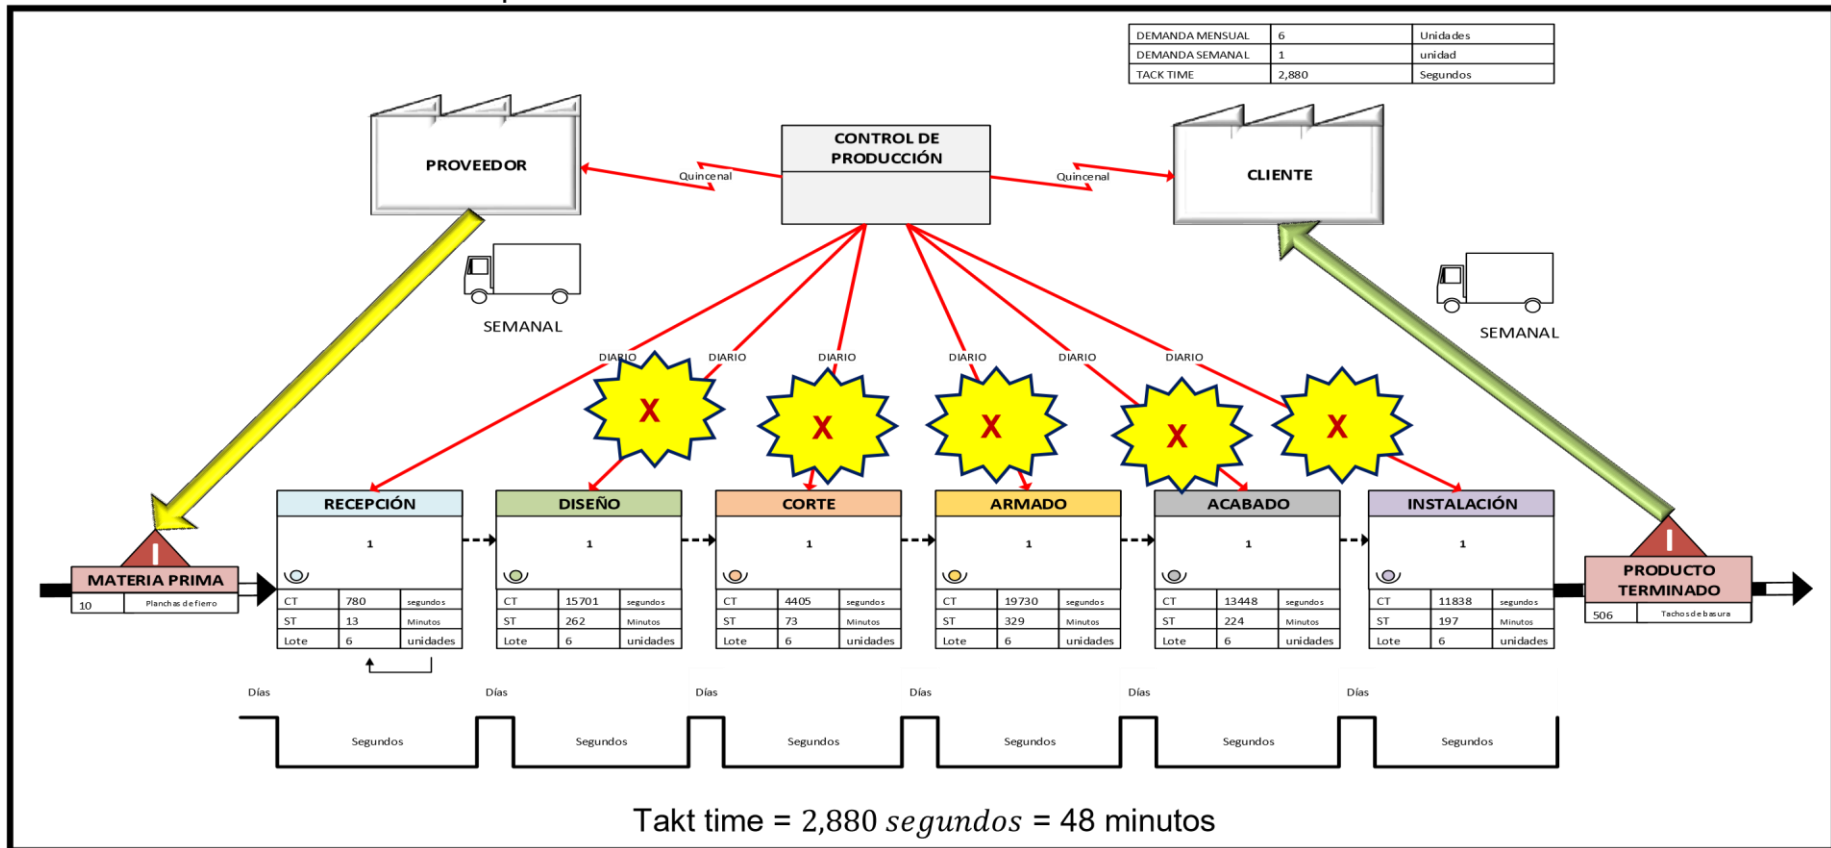 DEMANDA MENSUAL 6 Unidades
DEMANDA SEMANAL 1 unidad
TACK TIME 2,880 Segundos
PROVEEDOR
CONTROL DE
PRODUCCIÓN
CLIENTE
Quincenal
Quincenal
SEMANAL
SEMANAL
DIARIO DIARIO DIARIO DIARIO DIARIO DIARIO
X X X X X
RECEPCIÓN
1
CT 780 segundos
ST 13 Minutos
Lote 6 unidades
DISEÑO
1
CT 15701 segundos
ST 262 Minutos
Lote 6 unidades
CORTE
1
CT 4405 segundos
ST 73 Minutos
Lote 6 unidades
ARMADO
1
CT 19730 segundos
ST 329 Minutos
Lote 6 unidades
ACABADO
1
CT 13448 segundos
ST 224 Minutos
Lote 6 unidades
INSTALACIÓN
1
CT 11838 segundos
ST 197 Minutos
Lote 6 unidades
I
MATERIA PRIMA
10 Planchas de fierro
I
PRODUCTO
TERMINADO
506 Tachos de basura
Días Días Días Días Días Días
Segundos Segundos Segundos Segundos Segundos Segundos
Takt time = 2,880 segundos = 48 minutos